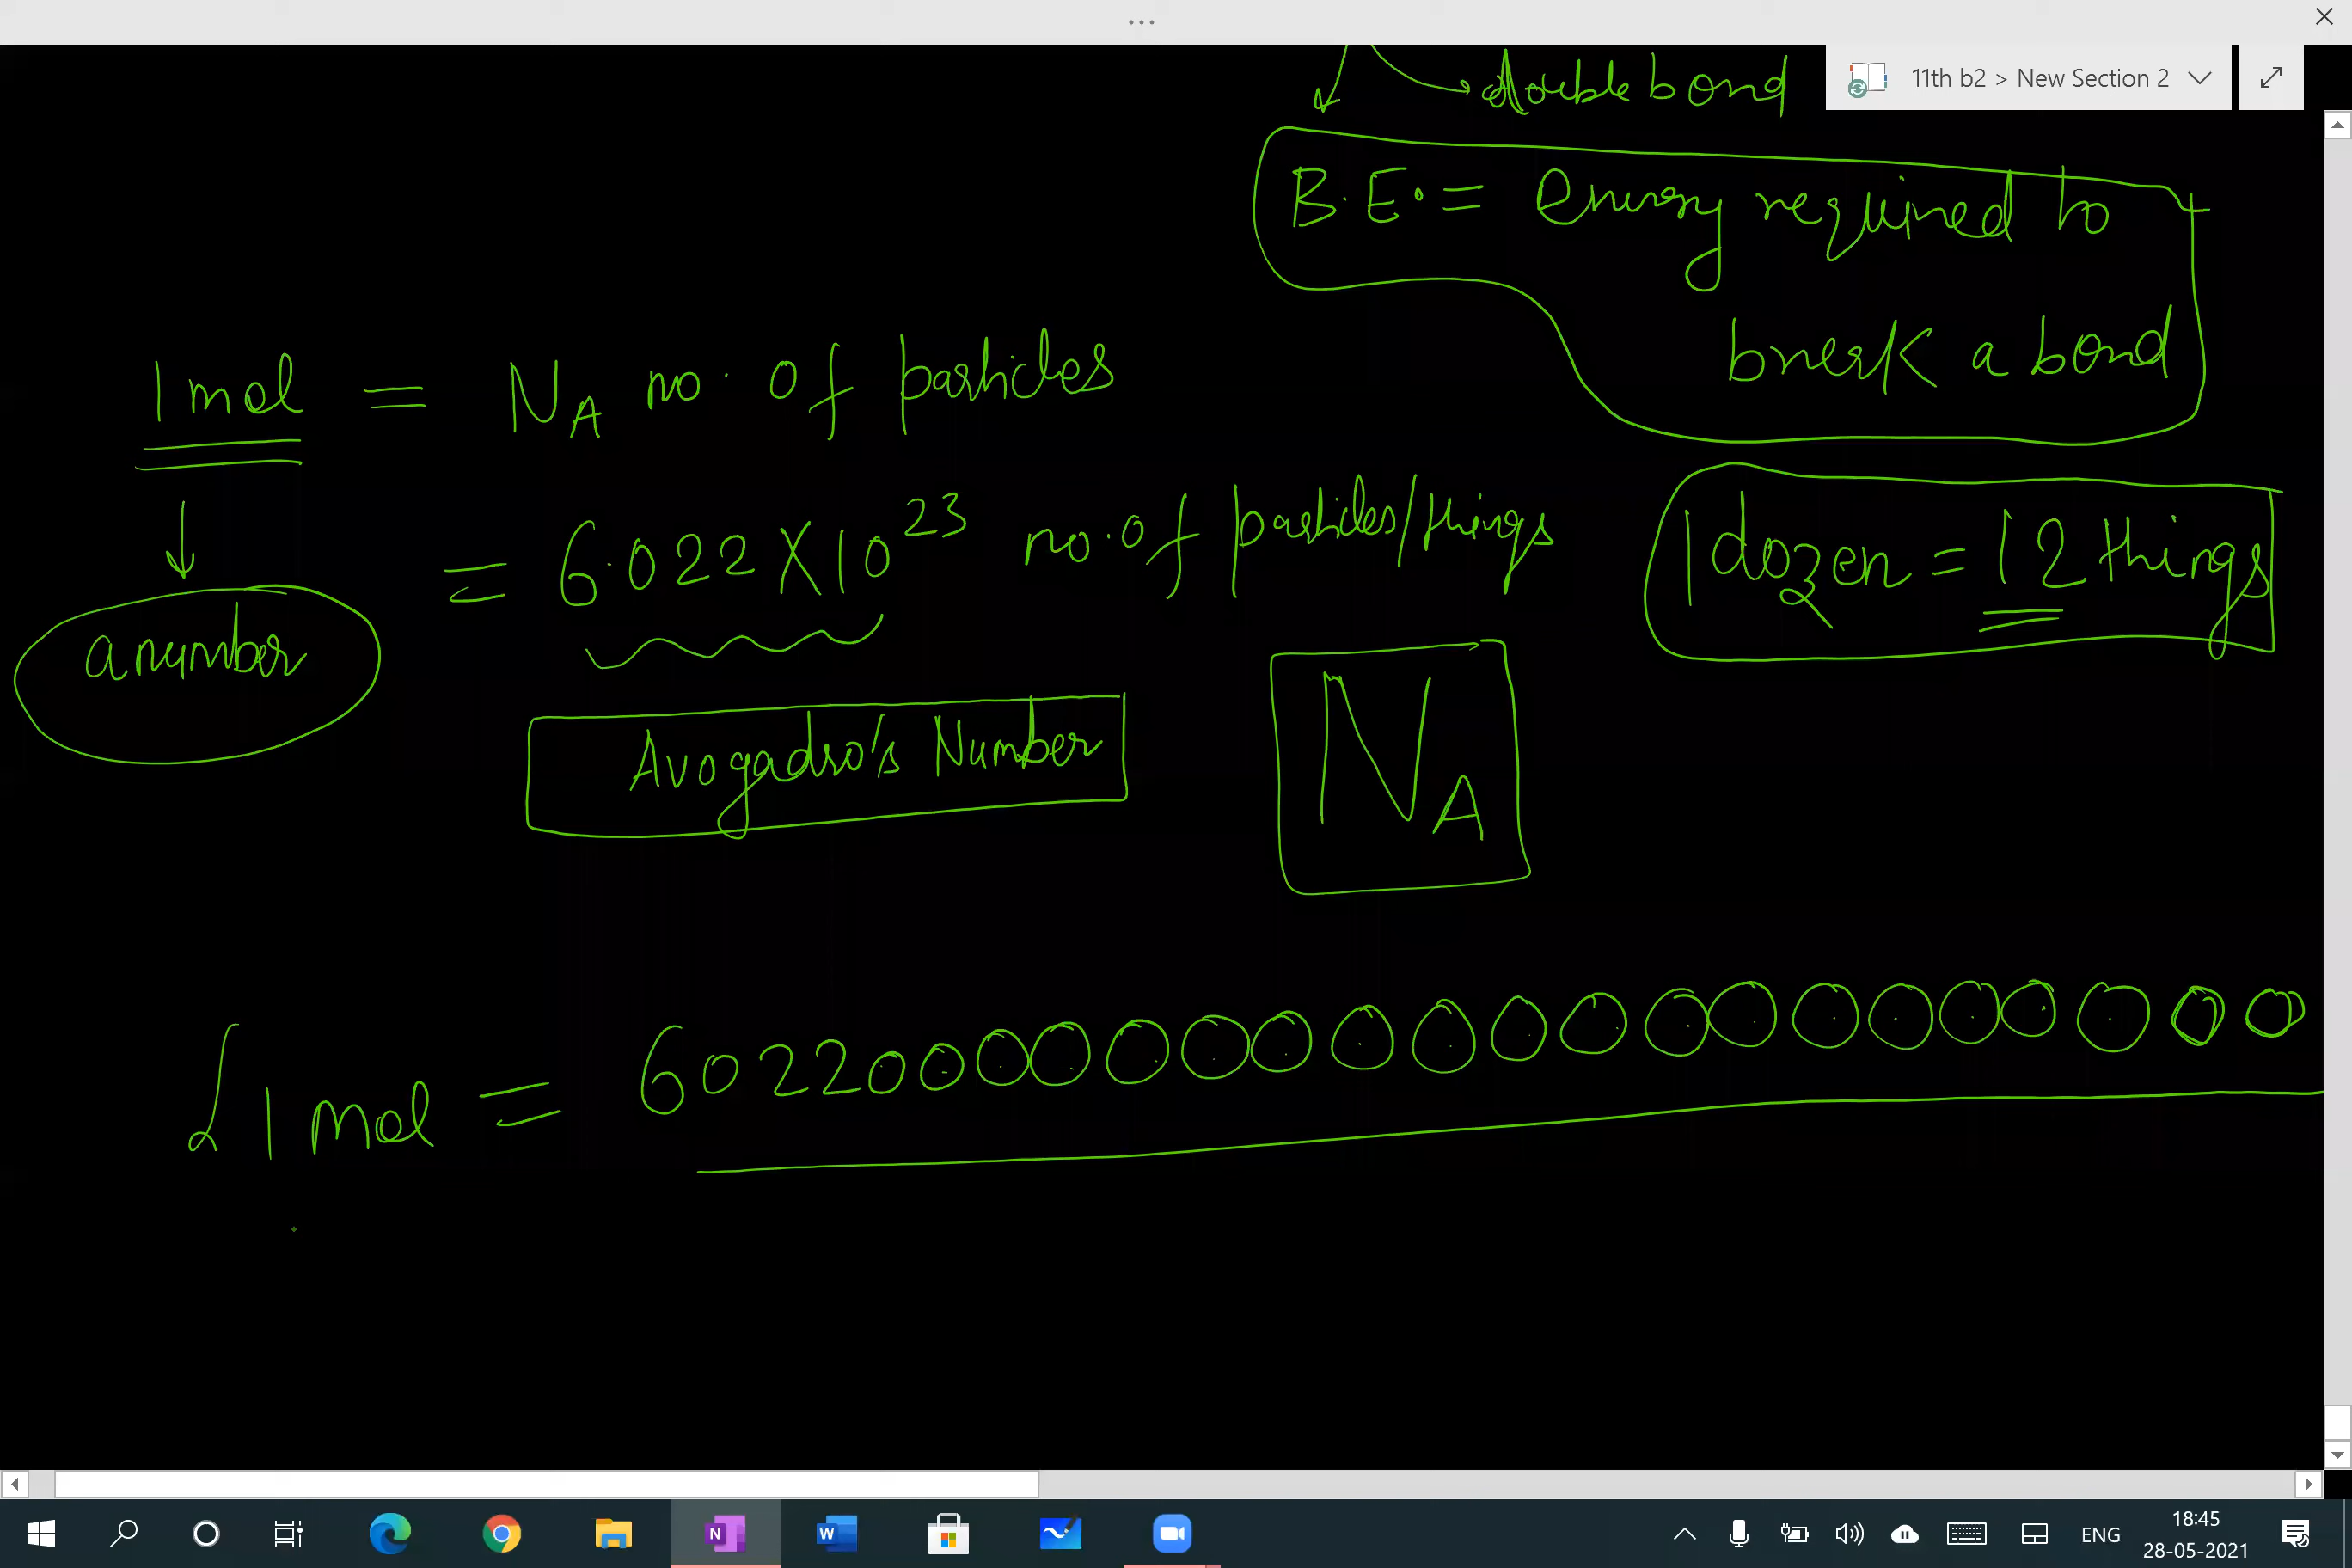 11th b2 > New Section 2
double bond
B.E. = energy required to
break a bond
1 mol = NA no. of particles
= 6.022 X 10^23 no. of particles/things
1 dozen = 12 things
a number
Avogadro's Number
NA
1 mol = 602200000000000000000000
N
W
ENG
18:45
28-05-2021